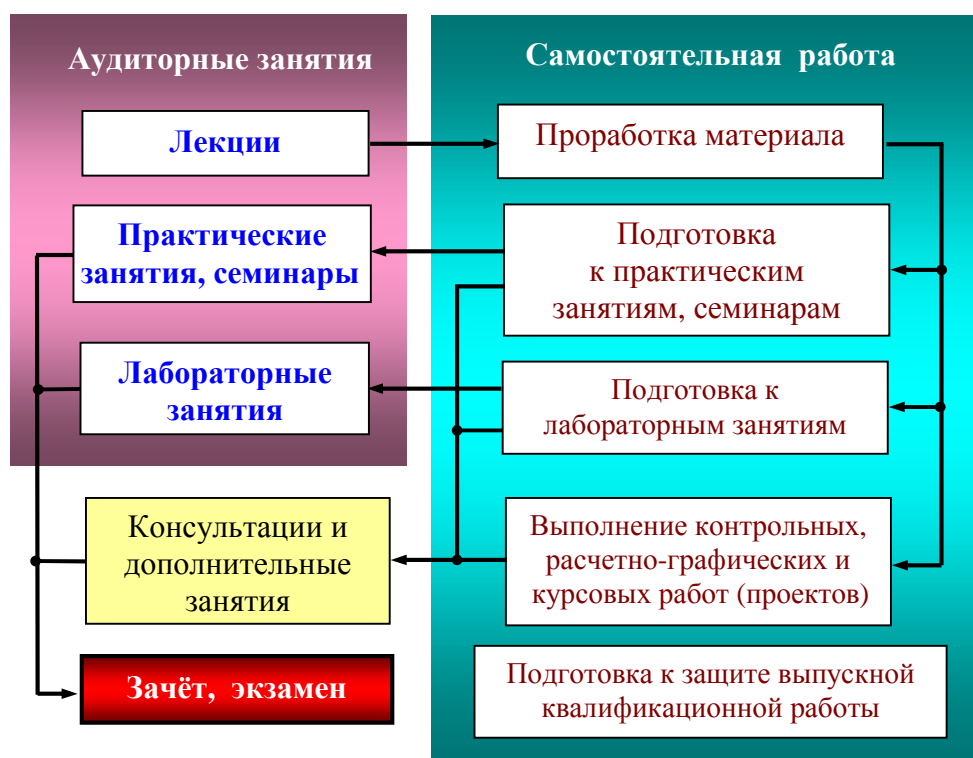 Аудиторные занятия
Лекции
Практические
занятия, семинары
Лабораторные
занятия
Консультации и
дополнительные
занятия
Зачёт, экзамен
Самостоятельная работа
Проработка материала
Подготовка
к практическим
занятиям, семинарам
Подготовка к
лабораторным занятиям
Выполнение контрольных,
расчетно-графических и
курсовых работ (проектов)
Подготовка к защите выпускной
квалификационной работы